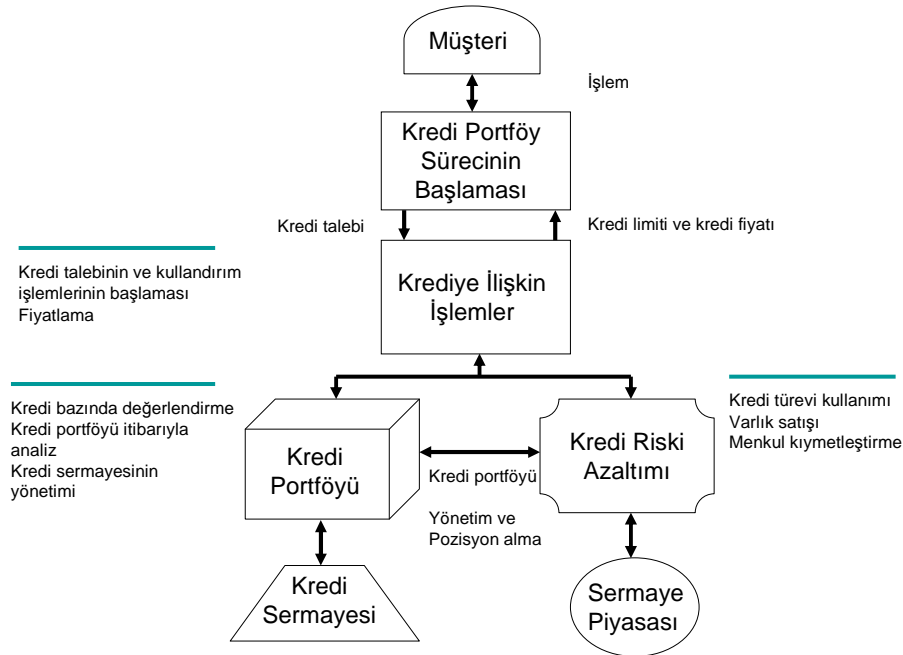 Müşteri
İşlem
Kredi Portföy
Sürecinin
Başlaması
Kredi talebi
Kredi limiti ve kredi fiyatı
Kredi talebinin ve kullandırım
işlemlerinin başlaması
Fiyatlama
Krediye İlişkin
İşlemler
Kredi bazında değerlendirme
Kredi portföyü itibarıyla
analiz
Kredi sermayesinin
yönetimi
Kredi
Portföyü
Kredi portföyü
Yönetim ve
Pozisyon alma
Kredi Riski
Azaltımı
Kredi türevi kullanımı
Varlık satışı
Menkul kıymetleştirme
Kredi
Sermayesi
Sermaye
Piyasası